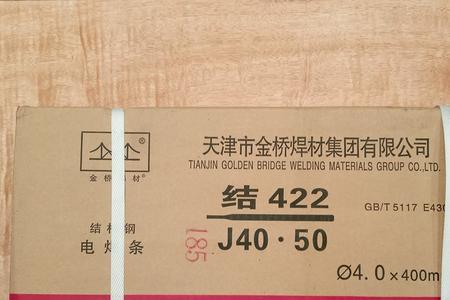 天津市金桥焊材集团有限公司
TIANJIN GOLDEN BRIDGE WELDING MATERIALS GROUP CO.,LTD.
®
金桥焊材®
结 422
GB/T 5117 E430
J40·50
结构钢
电焊条
185
Ø4.0×400m